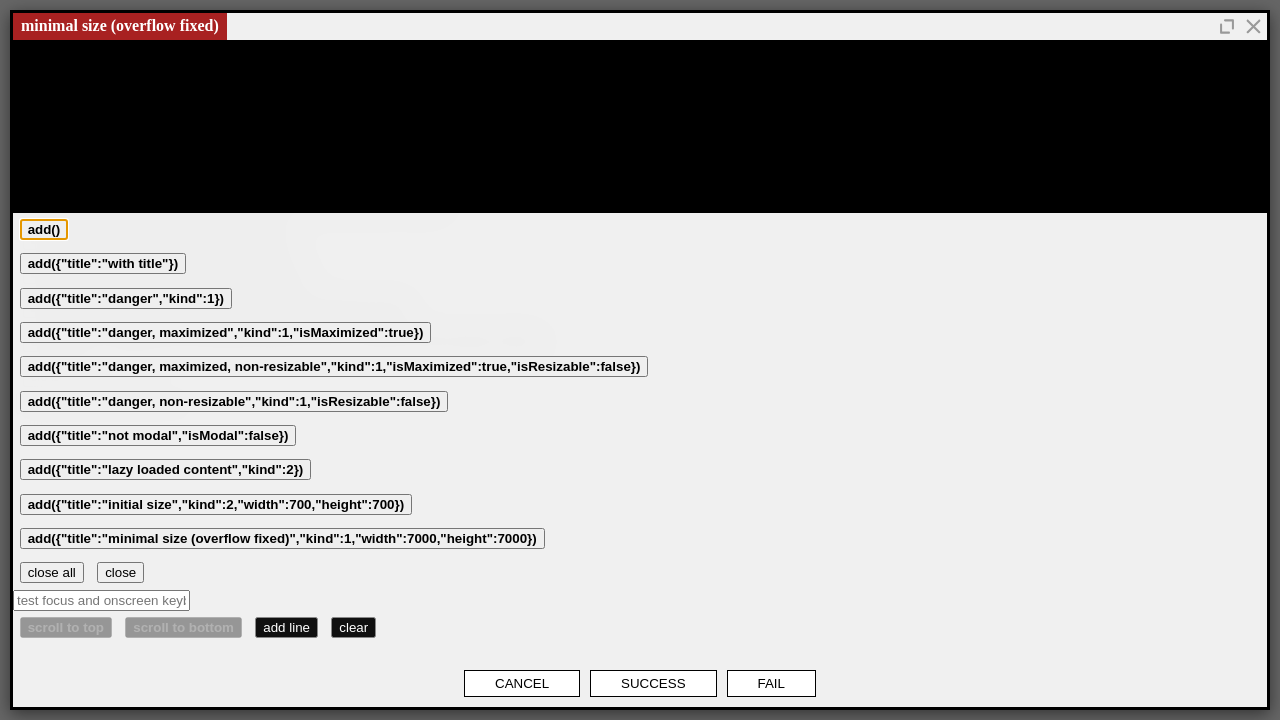 minimal size (overflow fixed)
add()
add({"title":"with title"})
add({"title":"danger","kind":1})
add({"title":"danger, maximized","kind":1,"isMaximized":true})
add({"title":"danger, maximized, non-resizable","kind":1,"isMaximized":true,"isResizable":false})
add({"title":"danger, non-resizable","kind":1,"isResizable":false})
add({"title":"not modal","isModal":false})
add({"title":"lazy loaded content","kind":2})
add({"title":"initial size","kind":2,"width":700,"height":700})
add({"title":"minimal size (overflow fixed)","kind":1,"width":7000,"height":7000})
close all close
test focus and onscreen keyb
scroll to top scroll to bottom add line clear
CANCEL SUCCESS FAIL